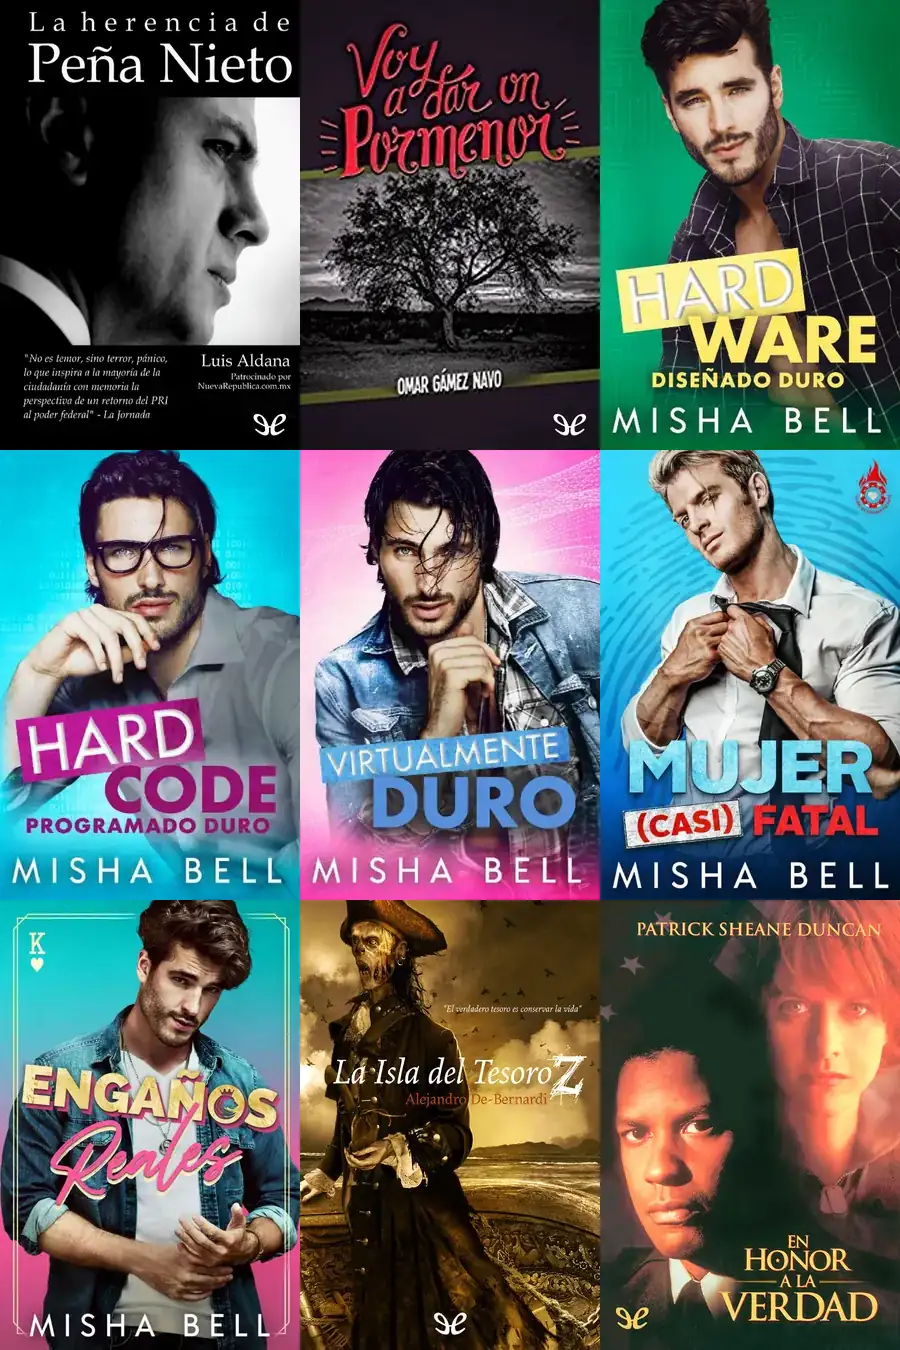 La herencia de
Peña Nieto
"No es temor, sino terror, pánico,
lo que inspira a la mayoría de la
ciudadanía con memoria la
perspectiva de un retorno del PRI
al poder federal" - La Jornada
Luis Aldana
Patrocinado por
NuevaRepublica.com.mx
Voy
a dar un
Pormenor
OMAR GÁMEZ NAVO
HARD
WARE
DISEÑADO DURO
MISHA BELL
HARD
CODE
PROGRAMADO DURO
MISHA BELL
VIRTUALMENTE
DURO
MISHA BELL
MUJER
(CASI) FATAL
MISHA BELL
K
ENGAÑOS
Reales
MISHA BELL
"El verdadero tesoro es conservar la vida"
La Isla del Tesoro Z
Alejandro De-Bernardi
PATRICK SHEANE DUNCAN
EN
HONOR
A LA
VERDAD